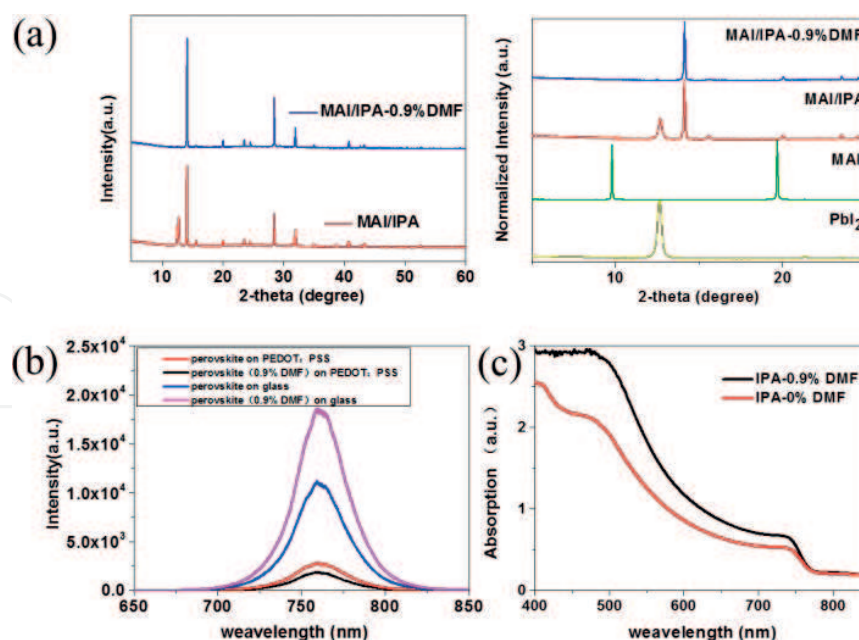 (a)
Intensity(a.u.)
MAI/IPA-0.9%DMF
MAI/IPA
10 20 30 40 50 60
2-theta (degree)
Normalized Intensity (a.u.)
MAI/IPA-0.9%DMF
MAI/IPA
MAI
PbI2
10 20
2-theta (degree)
(b)
2.5x10^4
2.0x10^4
1.5x10^4
1.0x10^4
5.0x10^3
0.0
Intensity(a.u.)
perovskite on PEDOT: PSS
perovskite (0.9% DMF) on PEDOT: PSS
perovskite on glass
perovskite (0.9% DMF) on glass
650 700 750 800 850
wavelength (nm)
(c)
3
2
1
0
Absorption (a.u.)
IPA-0.9% DMF
IPA-0% DMF
400 500 600 700 800
wavelength (nm)